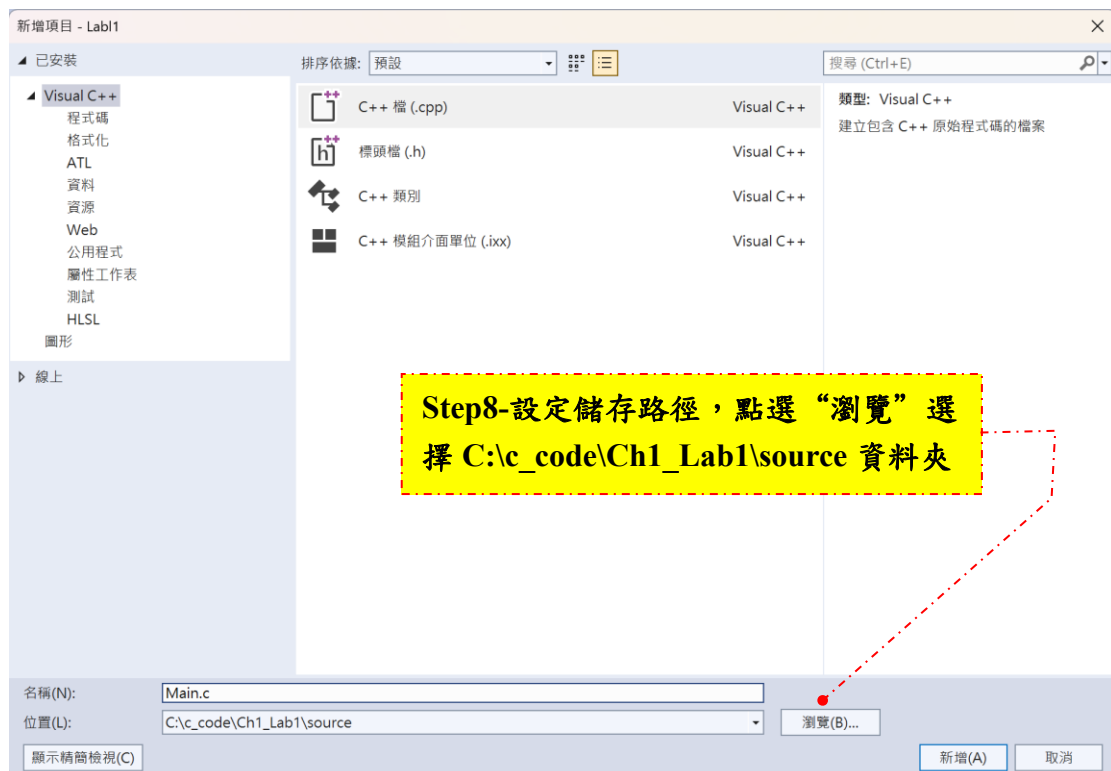 新增項目 - Labl1
已安裝
排序依據: 預設
搜尋 (Ctrl+E)
Visual C++
程式碼
格式化
ATL
資料
資源
Web
公用程式
屬性工作表
測試
HLSL
圖形
線上
C++ 檔 (.cpp) Visual C++
標頭檔 (.h) Visual C++
C++ 類別 Visual C++
C++ 模組介面單位 (.ixx) Visual C++
類型: Visual C++
建立包含 C++ 原始程式碼的檔案
Step8-設定儲存路徑，點選“瀏覽”選
擇 C:\c_code\Ch1_Lab1\source 資料夾
名稱(N): Main.c
位置(L): C:\c_code\Ch1_Lab1\source 瀏覽(B)...
顯示精簡檢視(C) 新增(A) 取消